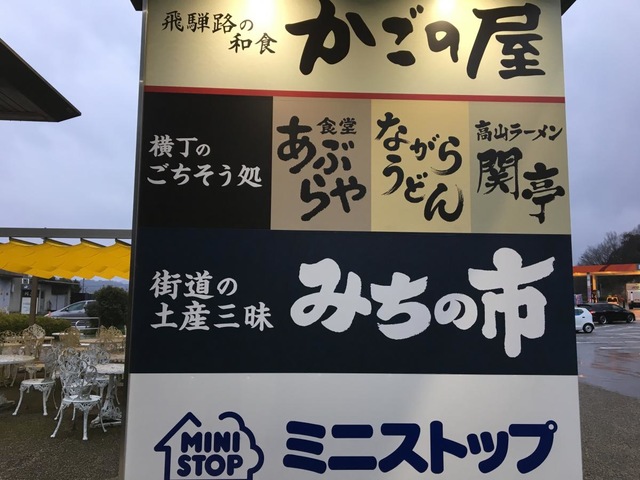 飛騨路の
和食
かごの屋
横丁の
ごちそう処
食堂
あぶ
らや
ながら
うどん
高山ラーメン
関亭
街道の
土産三昧
みちの市
MINI
STOP
ミニストップ